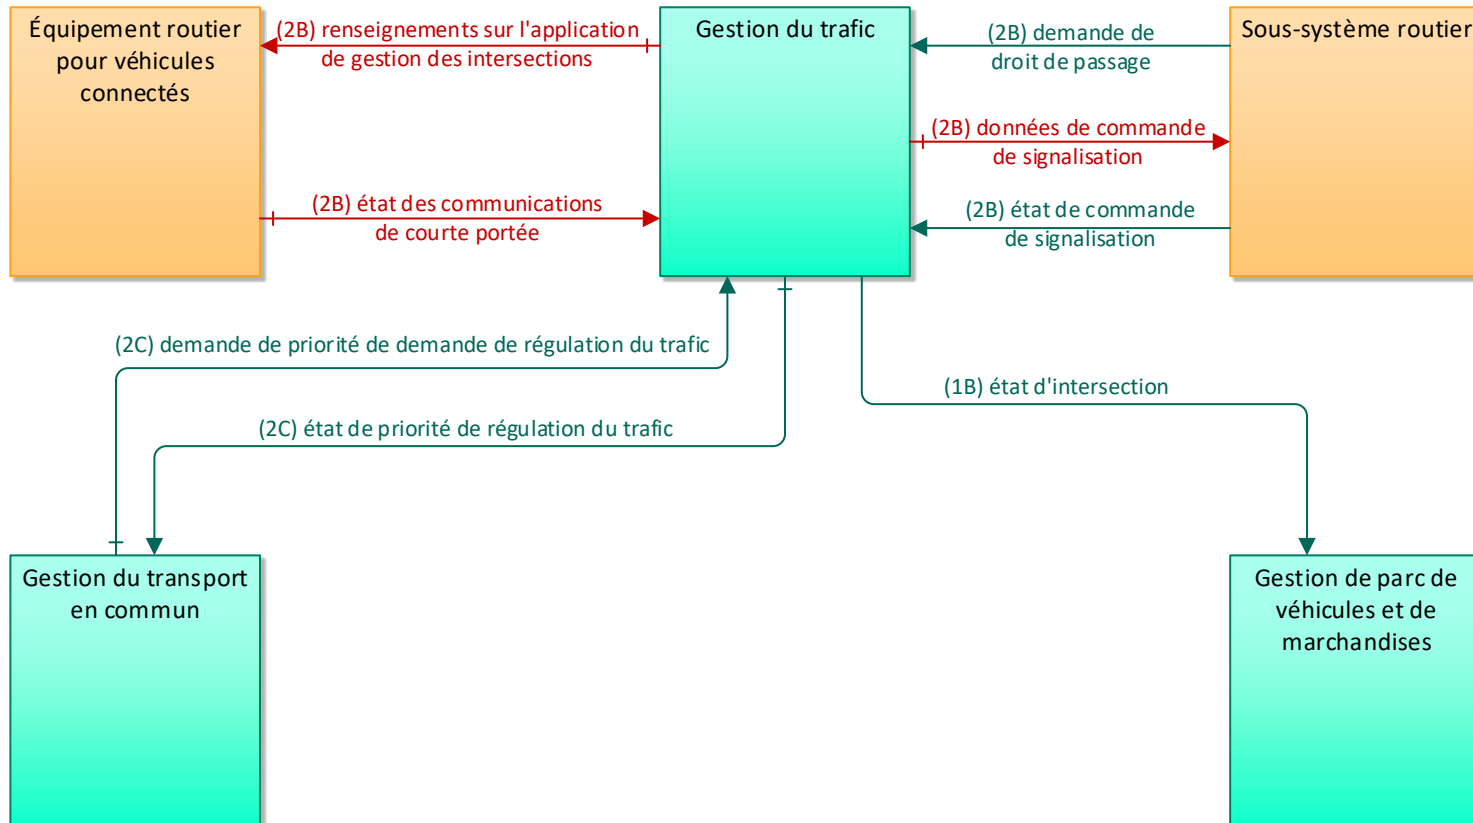 Équipement routier
pour véhicules
connectés
(2B) renseignements sur l'application
de gestion des intersections
Gestion du trafic
(2B) demande de
droit de passage
Sous-système routier
(2B) données de commande
de signalisation
(2B) état des communications
de courte portée
(2B) état de commande
de signalisation
(2C) demande de priorité de demande de régulation du trafic
(1B) état d'intersection
(2C) état de priorité de régulation du trafic
Gestion du transport
en commun
Gestion de parc de
véhicules et de
marchandises